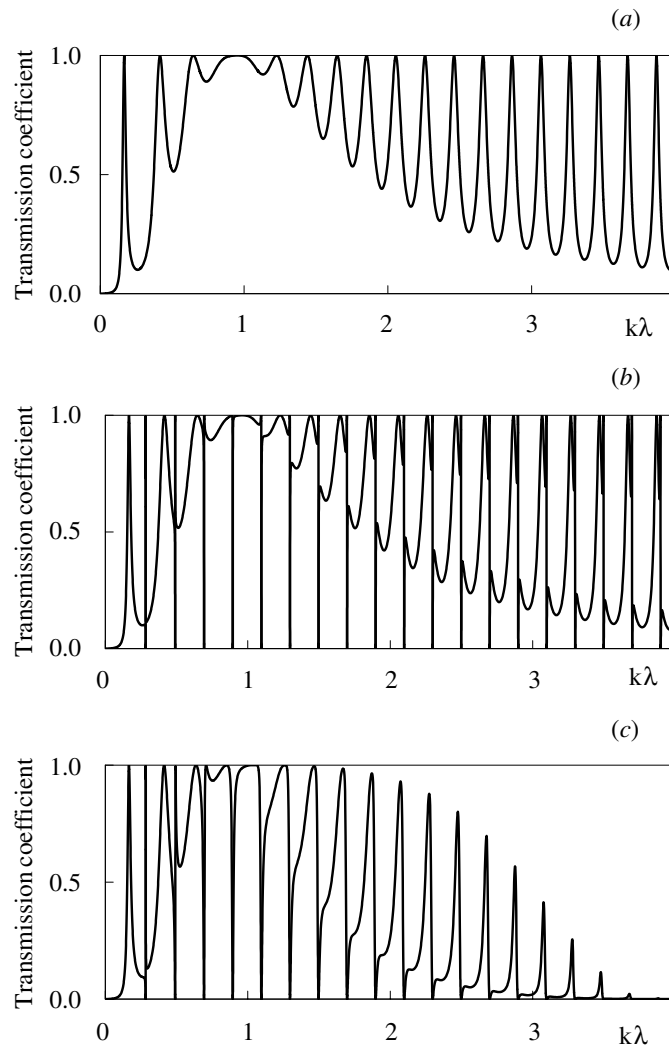 (a)
Transmission coefficient
1.0
0.5
0.0
0 1 2 3 kλ
(b)
Transmission coefficient
1.0
0.5
0.0
0 1 2 3 kλ
(c)
Transmission coefficient
1.0
0.5
0.0
0 1 2 3 kλ